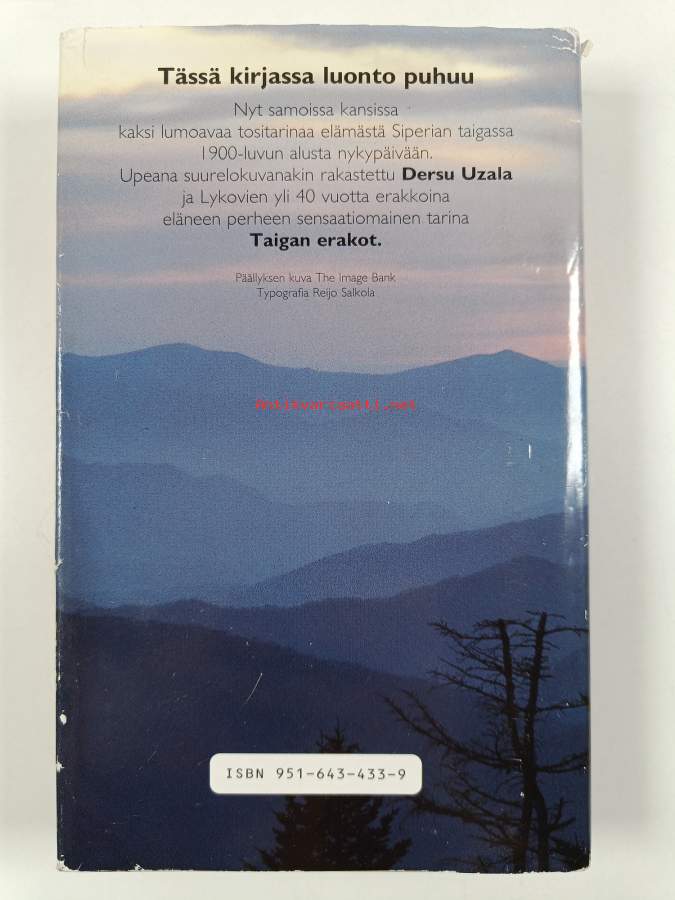 Tässä kirjassa luonto puhuu
Nyt samoissa kansissa
kaksi lumoavaa tositarinaa elämästä Siperian taigassa
1900-luvun alusta nykypäivään.
Upeana suurelokuvanakin rakastettu Dersu Uzala
ja Lykovien yli 40 vuotta erakkoina
eläneen perheen sensaatiomainen tarina
Taigan erakot.
Päällyksen kuva The Image Bank
Typografia Reijo Salkola
Antikvariaatti.net
ISBN 951-643-433-9